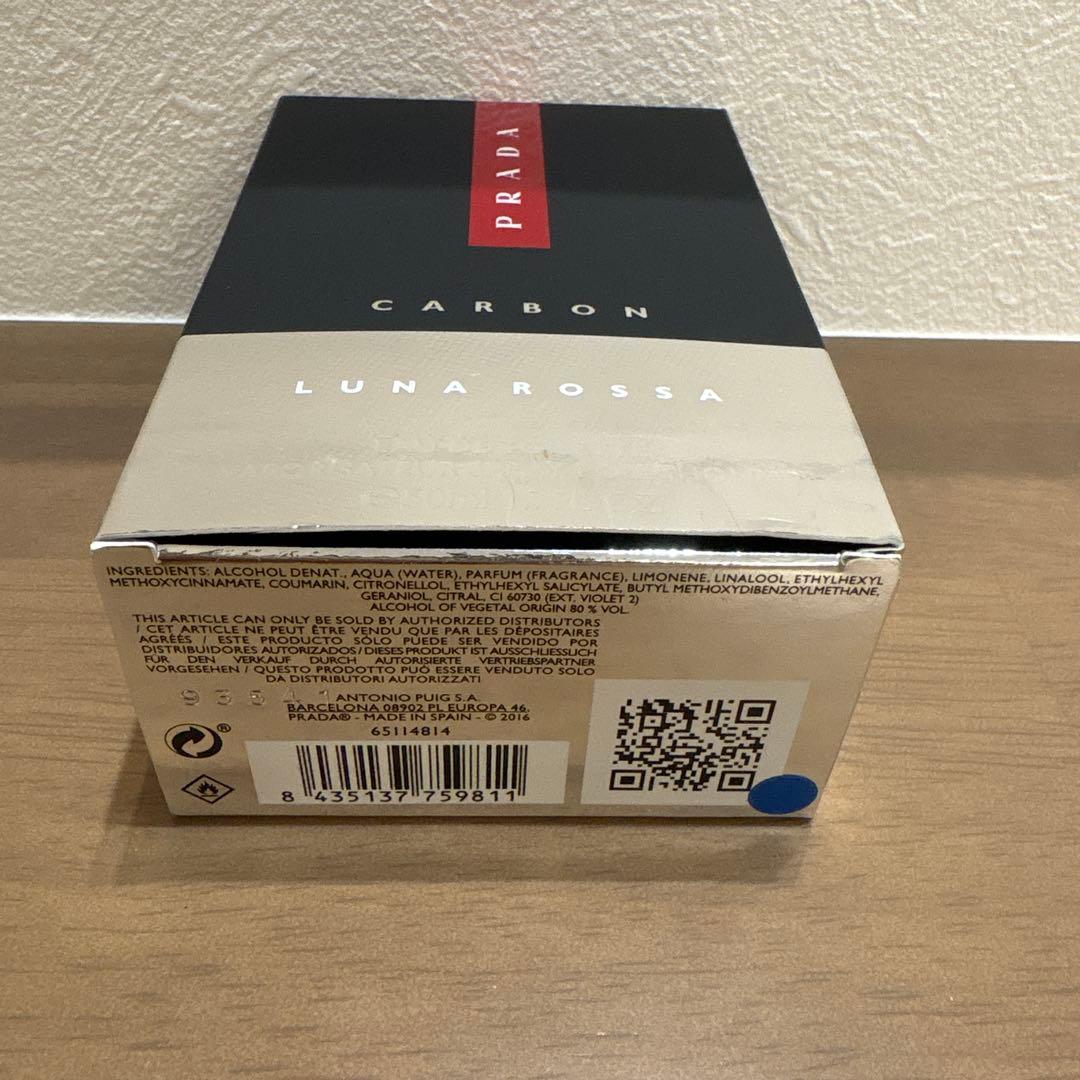 PRADA
CARBON
LUNA ROSSA
INGREDIENTS: ALCOHOL DENAT., AQUA (WATER), PARFUM (FRAGRANCE), LIMONENE, LINALOOL, ETHYLHEXYL
METHOXYCINNAMATE, COUMARIN, CITRONELLOL, ETHYLHEXYL SALICYLATE, BUTYL METHOXYDIBENZOYLMETHANE,
GERANIOL, CITRAL, CI 60730 (EXT. VIOLET 2)
ALCOHOL OF VEGETAL ORIGIN 80 % VOL.
THIS ARTICLE CAN ONLY BE SOLD BY AUTHORIZED DISTRIBUTORS
/ CET ARTICLE NE PEUT ÊTRE VENDU QUE PAR LES DÉPOSITAIRES
AGRÉÉS / ESTE PRODUCTO SÓLO PUEDE SER VENDIDO POR
DISTRIBUIDORES AUTORIZADOS / DIESES PRODUKT IST AUSSCHLIESSLICH
FÜR DEN VERKAUF DURCH AUTORISIERTE VERTRIEBSPARTNER
VORGESEHEN / QUESTO PRODOTTO PUÓ ESSERE VENDUTO SOLO
DA DISTRIBUTORI AUTORIZZATI
ANTONIO PUIG S.A.
BARCELONA 08902 PL EUROPA 46.
PRADA® - MADE IN SPAIN - © 2016
65114814
®
8 435137 759811